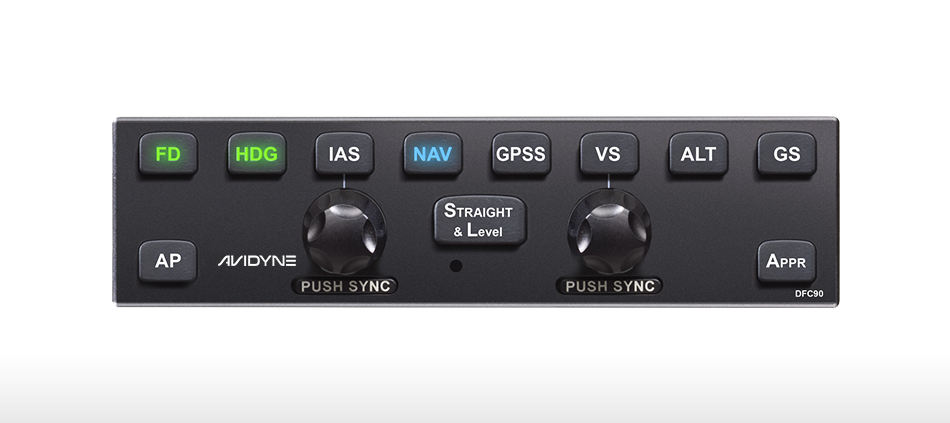 FD HDG IAS NAV GPSS VS ALT GS
STRAIGHT
& Level
AP AVIDYNE APPR
PUSH SYNC PUSH SYNC
DFC90